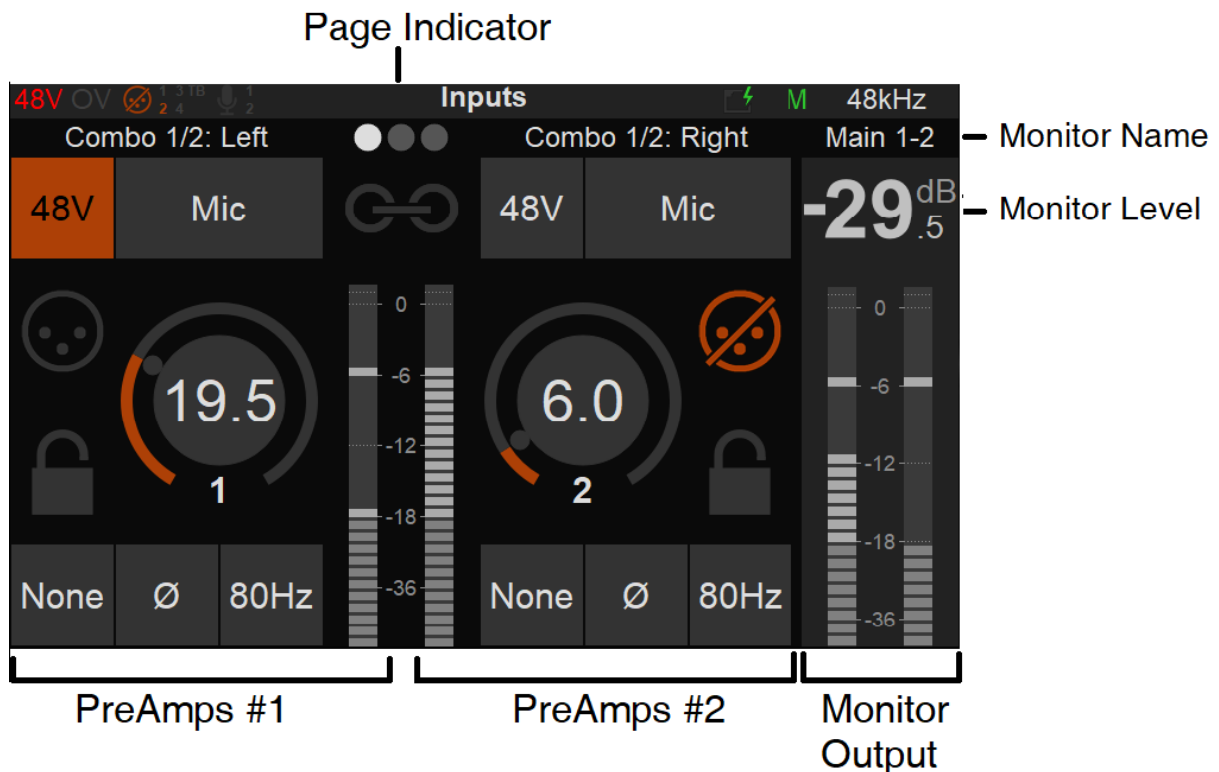 Page Indicator
48V OV 1 3 TB 2 4 1 2 Inputs M 48kHz
Combo 1/2: Left Combo 1/2: Right Main 1-2 Monitor Name
48V Mic 48V Mic -29.5 dB Monitor Level
0 0
-6 -6
19.5 6.0
-12 -12
1 2
-18 -18
None Ø 80Hz -36 None Ø 80Hz -36
PreAmps #1 PreAmps #2 Monitor
Output